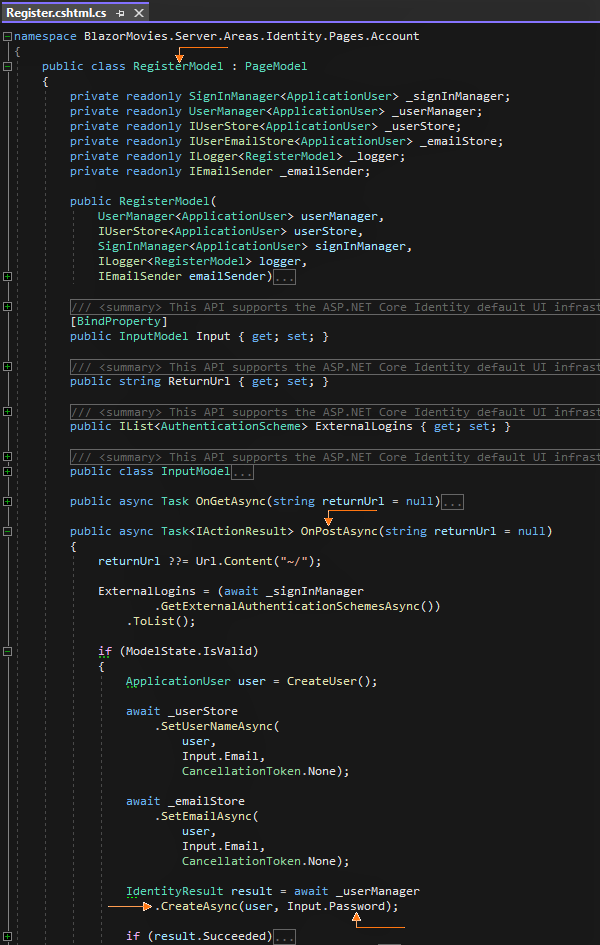 Register.cshtml.cs
namespace BlazorMovies.Server.Areas.Identity.Pages.Account
{
public class RegisterModel : PageModel
{
private readonly SignInManager<ApplicationUser> _signInManager;
private readonly UserManager<ApplicationUser> _userManager;
private readonly IUserStore<ApplicationUser> _userStore;
private readonly IUserEmailStore<ApplicationUser> _emailStore;
private readonly ILogger<RegisterModel> _logger;
private readonly IEmailSender _emailSender;
public RegisterModel(
UserManager<ApplicationUser> userManager,
IUserStore<ApplicationUser> userStore,
SignInManager<ApplicationUser> signInManager,
ILogger<RegisterModel> logger,
IEmailSender emailSender)...
/// <summary> This API supports the ASP.NET Core Identity default UI infrast
[BindProperty]
public InputModel Input { get; set; }
/// <summary> This API supports the ASP.NET Core Identity default UI infrast
public string ReturnUrl { get; set; }
/// <summary> This API supports the ASP.NET Core Identity default UI infrast
public IList<AuthenticationScheme> ExternalLogins { get; set; }
/// <summary> This API supports the ASP.NET Core Identity default UI infrast
public class InputModel...
public async Task OnGetAsync(string returnUrl = null)...
public async Task<IActionResult> OnPostAsync(string returnUrl = null)
{
returnUrl ??= Url.Content("~/");
ExternalLogins = (await _signInManager
.GetExternalAuthenticationSchemesAsync())
.ToList();
if (ModelState.IsValid)
{
ApplicationUser user = CreateUser();
await _userStore
.SetUserNameAsync(
user,
Input.Email,
CancellationToken.None);
await _emailStore
.SetEmailAsync(
user,
Input.Email,
CancellationToken.None);
IdentityResult result = await _userManager
.CreateAsync(user, Input.Password);
if (result.Succeeded)...